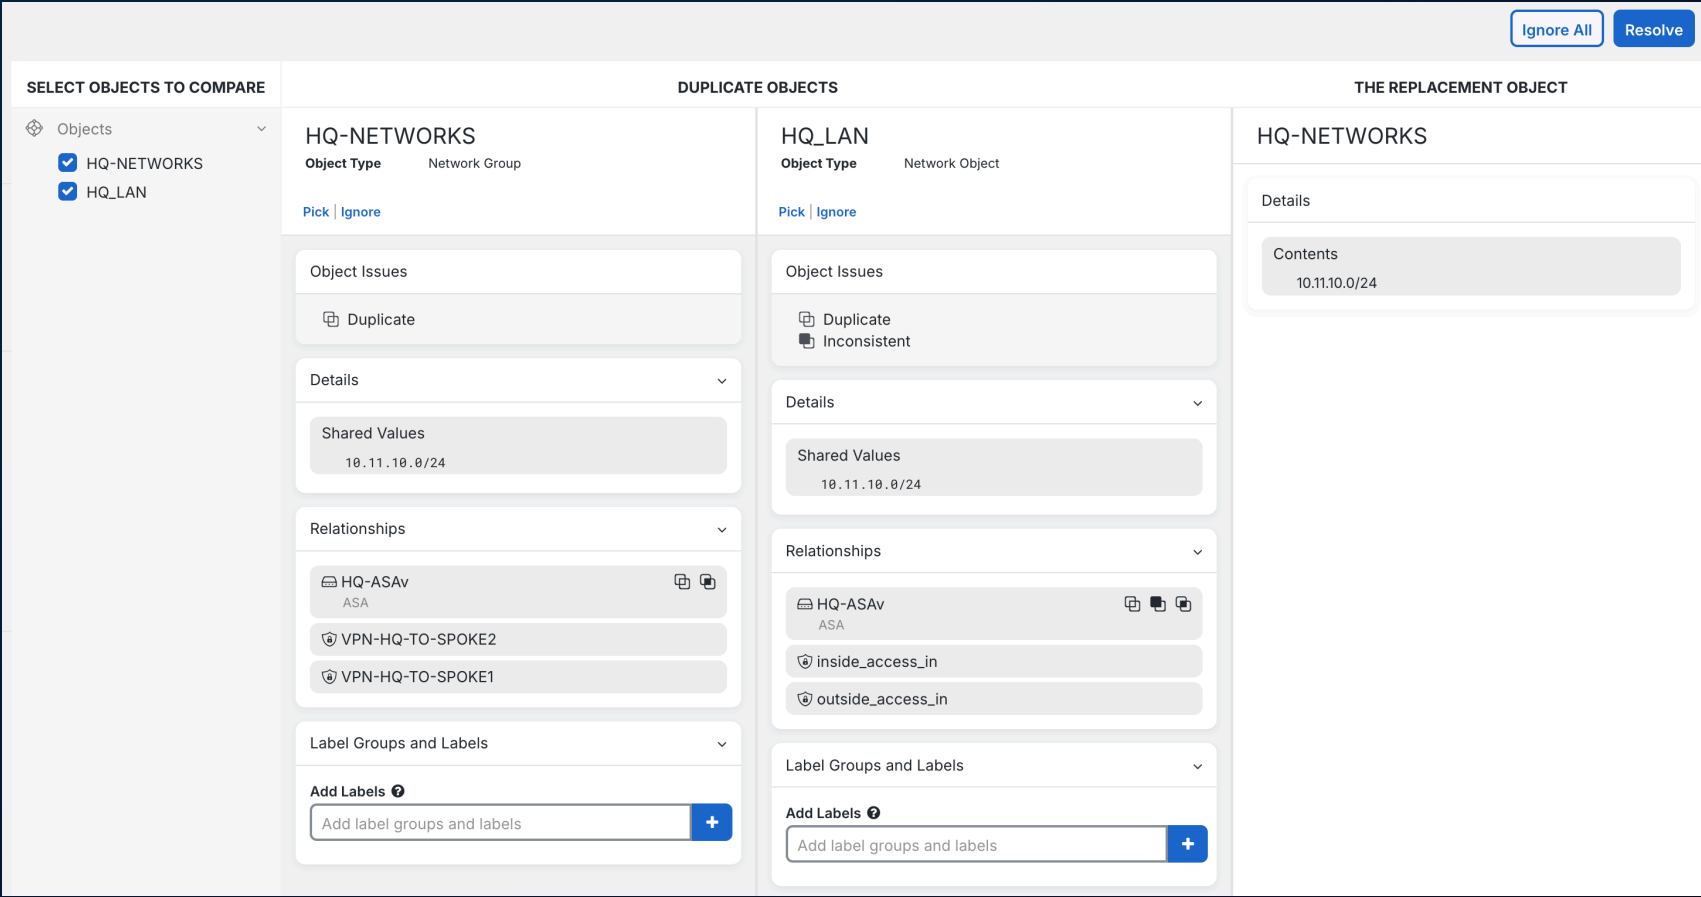 Ignore All
Resolve
SELECT OBJECTS TO COMPARE
DUPLICATE OBJECTS
THE REPLACEMENT OBJECT
Objects
HQ-NETWORKS
HQ_LAN
HQ-NETWORKS
Object Type Network Group
Pick | Ignore
Object Issues
Duplicate
Details
Shared Values
10.11.10.0/24
Relationships
HQ-ASAv
ASA
VPN-HQ-TO-SPOKE2
VPN-HQ-TO-SPOKE1
Label Groups and Labels
Add Labels
Add label groups and labels
HQ_LAN
Object Type Network Object
Pick | Ignore
Object Issues
Duplicate
Inconsistent
Details
Shared Values
10.11.10.0/24
Relationships
HQ-ASAv
ASA
inside_access_in
outside_access_in
Label Groups and Labels
Add Labels
Add label groups and labels
HQ-NETWORKS
Details
Contents
10.11.10.0/24